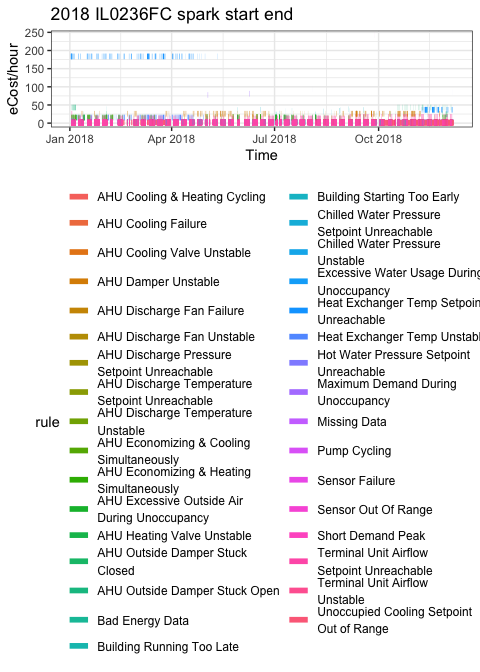 2018 IL0236FC spark start end
eCost/hour
250
200
150
100
50
0
Jan 2018
Apr 2018
Jul 2018
Oct 2018
Time
rule
AHU Cooling & Heating Cycling
AHU Cooling Failure
AHU Cooling Valve Unstable
AHU Damper Unstable
AHU Discharge Fan Failure
AHU Discharge Fan Unstable
AHU Discharge Pressure
Setpoint Unreachable
AHU Discharge Temperature
Setpoint Unreachable
AHU Discharge Temperature
Unstable
AHU Economizing & Cooling
Simultaneously
AHU Economizing & Heating
Simultaneously
AHU Excessive Outside Air
During Unoccupancy
AHU Heating Valve Unstable
AHU Outside Damper Stuck
Closed
AHU Outside Damper Stuck Open
Bad Energy Data
Building Running Too Late
Building Starting Too Early
Chilled Water Pressure
Setpoint Unreachable
Chilled Water Pressure
Unstable
Excessive Water Usage During
Unoccupancy
Heat Exchanger Temp Setpoin
Unreachable
Heat Exchanger Temp Unstabl
Hot Water Pressure Setpoint
Unreachable
Maximum Demand During
Unoccupancy
Missing Data
Pump Cycling
Sensor Failure
Sensor Out Of Range
Short Demand Peak
Terminal Unit Airflow
Setpoint Unreachable
Terminal Unit Airflow
Unstable
Unoccupied Cooling Setpoint
Out of Range